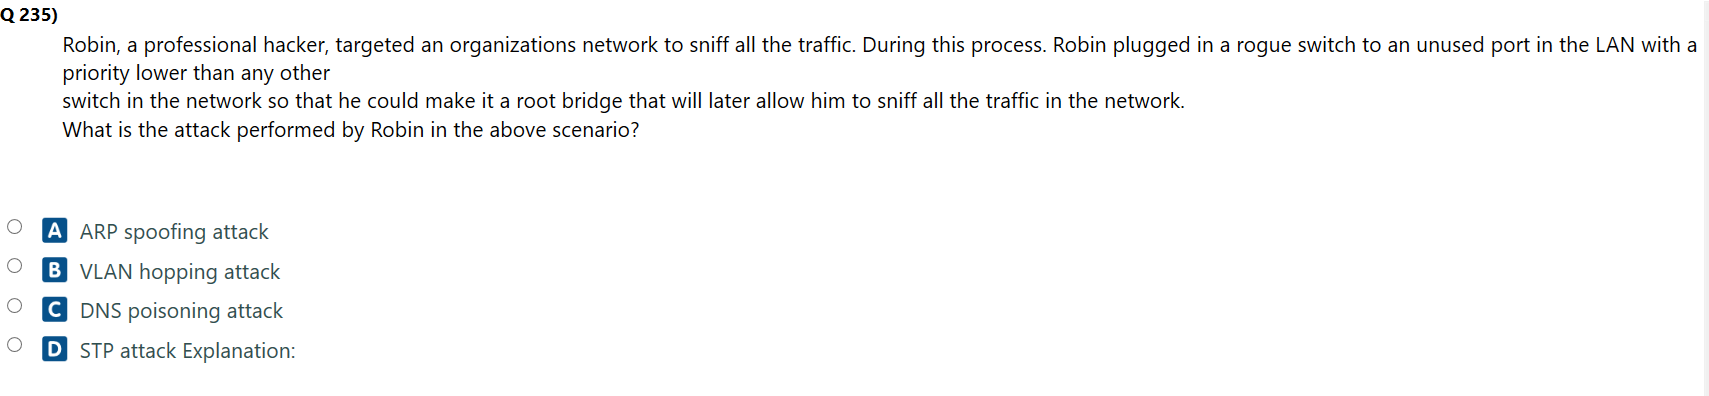 Q 235)
Robin, a professional hacker, targeted an organizations network to sniff all the traffic. During this process. Robin plugged in a rogue switch to an unused port in the LAN with a
priority lower than any other
switch in the network so that he could make it a root bridge that will later allow him to sniff all the traffic in the network.
What is the attack performed by Robin in the above scenario?
A ARP spoofing attack
B VLAN hopping attack
C DNS poisoning attack
D STP attack Explanation: